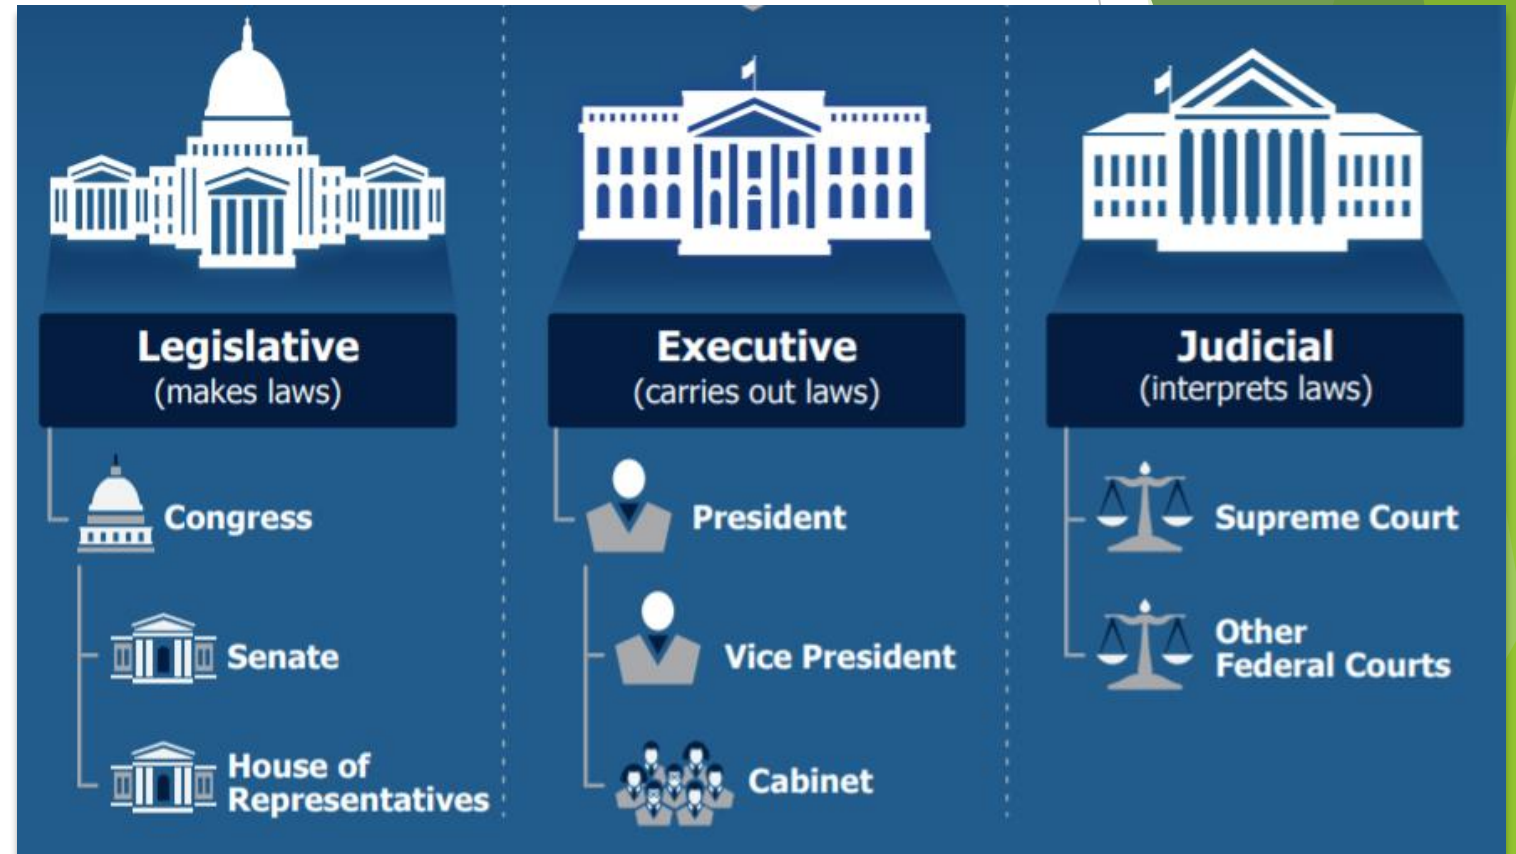 Legislative
(makes laws)
Congress
Senate
House of
Representatives
Executive
(carries out laws)
President
Vice President
Cabinet
Judicial
(interprets laws)
Supreme Court
Other
Federal Courts